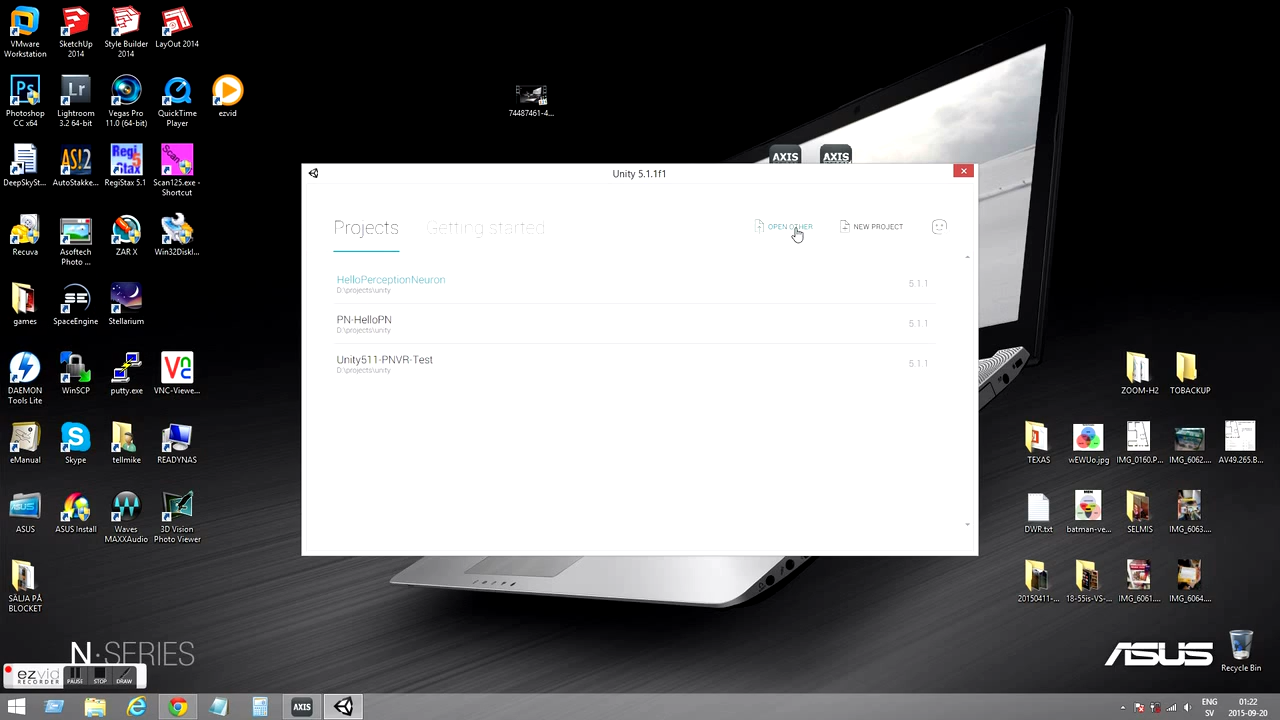 VMware
Workstation
SketchUp
2014
Style Builder
2014
LayOut 2014
Photoshop
CC x64
Lightroom
3.2 64-bit
Vegas Pro
11.0 (64-bit)
QuickTime
Player
ezvid
74487461-4...
DeepSkySt...
AutoStakke...
RegiStax 5.1
Scan125.exe -
Shortcut
AXIS
AXIS
Unity 5.1.1f1
Projects
Getting started
OPEN OTHER
NEW PROJECT
HelloPerceptionNeuron
D:\projects\unity
5.1.1
PN-HelloPN
D:\projects\unity
5.1.1
Unity511-PNVR-Test
D:\projects\unity
5.1.1
Recuva
Asoftech
Photo ...
ZAR X
Win32Diskl...
games
SpaceEngine
Stellarium
DAEMON
Tools Lite
WinSCP
putty.exe
VNC-Viewe...
eManual
Skype
tellmike
READYNAS
ASUS
ASUS Install
Waves
MAXXAudio
3D Vision
Photo Viewer
SÄLJA PÅ
BLOCKET
ZOOM-H2
TOBACKUP
TEXAS
wEWUo.jpg
IMG_0160.P...
IMG_6062....
AV49.265.B...
DWR.txt
batman-ve...
SELMIS
IMG_6063....
20150411-...
18-55is-VS-...
IMG_6061....
IMG_6064....
N·SERIES
ASUS
Recycle Bin
ezvid
RECORDER
PAUSE
STOP
DRAW
AXIS
ENG
SV
01:22
2015-09-20